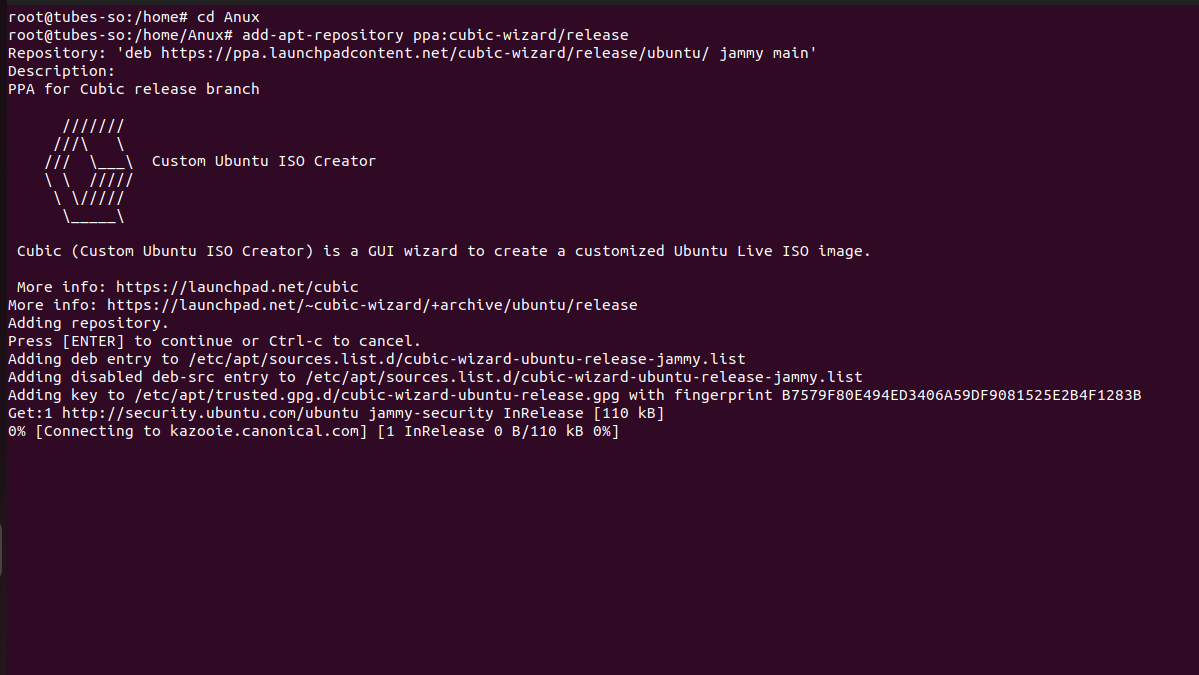 root@tubes-so:/home# cd Anux
root@tubes-so:/home/Anux# add-apt-repository ppa:cubic-wizard/release
Repository: 'deb https://ppa.launchpadcontent.net/cubic-wizard/release/ubuntu/ jammy main'
Description:
PPA for Cubic release branch
      ///////
     ///\   \
    ///  \___\  Custom Ubuntu ISO Creator
    \ \  /////
     \ \/////
      \_____\
 Cubic (Custom Ubuntu ISO Creator) is a GUI wizard to create a customized Ubuntu Live ISO image.
 More info: https://launchpad.net/cubic
More info: https://launchpad.net/~cubic-wizard/+archive/ubuntu/release
Adding repository.
Press [ENTER] to continue or Ctrl-c to cancel.
Adding deb entry to /etc/apt/sources.list.d/cubic-wizard-ubuntu-release-jammy.list
Adding disabled deb-src entry to /etc/apt/sources.list.d/cubic-wizard-ubuntu-release-jammy.list
Adding key to /etc/apt/trusted.gpg.d/cubic-wizard-ubuntu-release.gpg with fingerprint B7579F80E494ED3406A59DF9081525E2B4F1283B
Get:1 http://security.ubuntu.com/ubuntu jammy-security InRelease [110 kB]
0% [Connecting to kazooie.canonical.com] [1 InRelease 0 B/110 kB 0%]